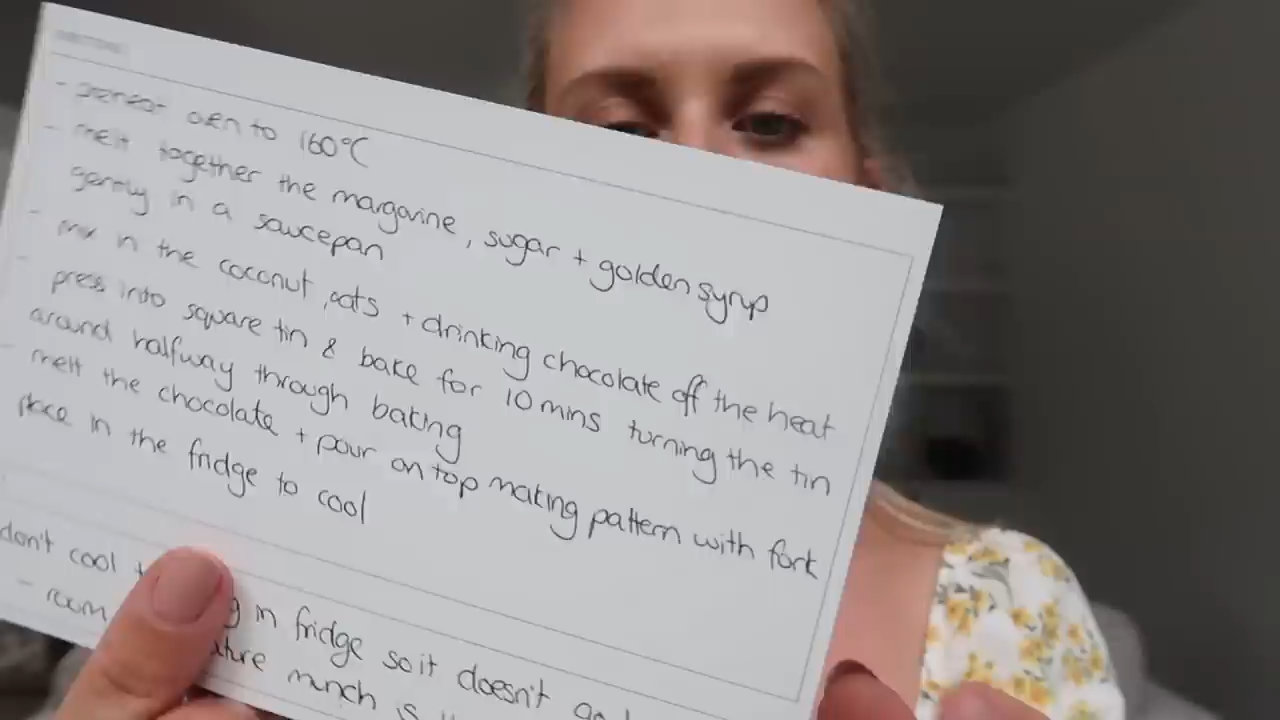 - preheat oven to 160°C
- melt together the margarine, sugar + golden syrup
gently in a saucepan
- mix in the coconut, oats + drinking chocolate off the heat
- press into square tin & bake for 10 mins turning the tin
around halfway through baking
- melt the chocolate + pour on top making pattern with fork
place in the fridge to cool
don't cool
in fridge so it doesn't
- room
munch is